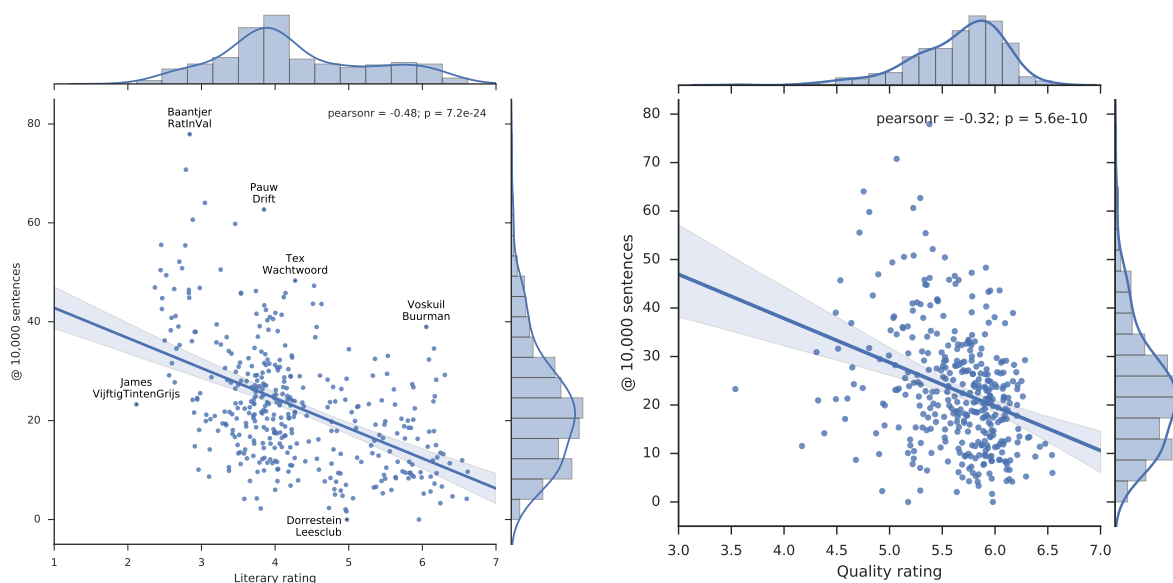 pearsonr = -0.48; p = 7.2e-24
Baantjer
RatInVal
Pauw
Drift
Tex
Wachtwoord
Voskuil
Buurman
James
VijftigTintenGrijs
Dorrestein
Leesclub
@ 10,000 sentences
80
60
40
20
0
1 2 3 4 5 6 7
Literary rating
pearsonr = -0.32; p = 5.6e-10
@ 10,000 sentences
80
70
60
50
40
30
20
10
0
3.0 3.5 4.0 4.5 5.0 5.5 6.0 6.5 7.0
Quality rating